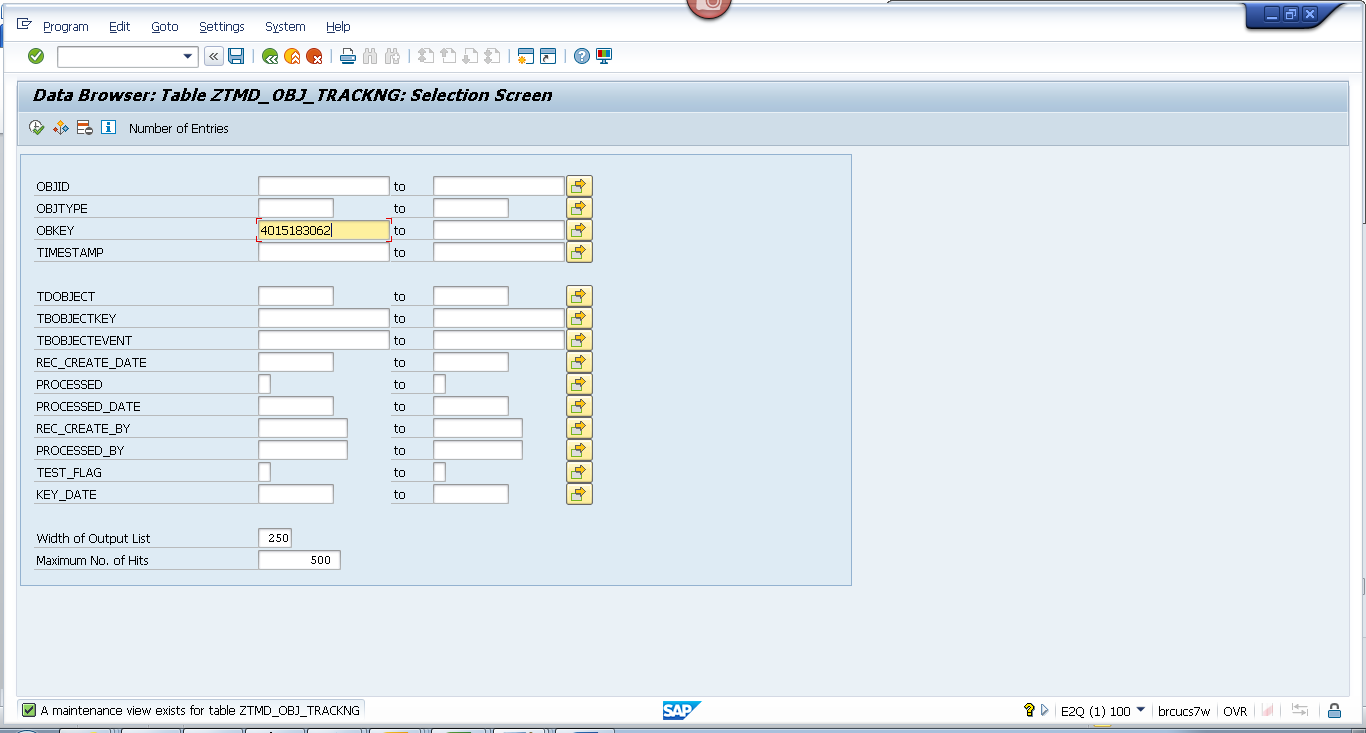 Program Edit Goto Settings System Help
Data Browser: Table ZTMD_OBJ_TRACKNG: Selection Screen
Number of Entries
OBJID to
OBJTYPE to
OBKEY 4015183062 to
TIMESTAMP to
TDOBJECT to
TBOBJECTKEY to
TBOBJECTEVENT to
REC_CREATE_DATE to
PROCESSED to
PROCESSED_DATE to
REC_CREATE_BY to
PROCESSED_BY to
TEST_FLAG to
KEY_DATE to
Width of Output List 250
Maximum No. of Hits 500
A maintenance view exists for table ZTMD_OBJ_TRACKNG SAP E2Q (1) 100 brcucs7w OVR